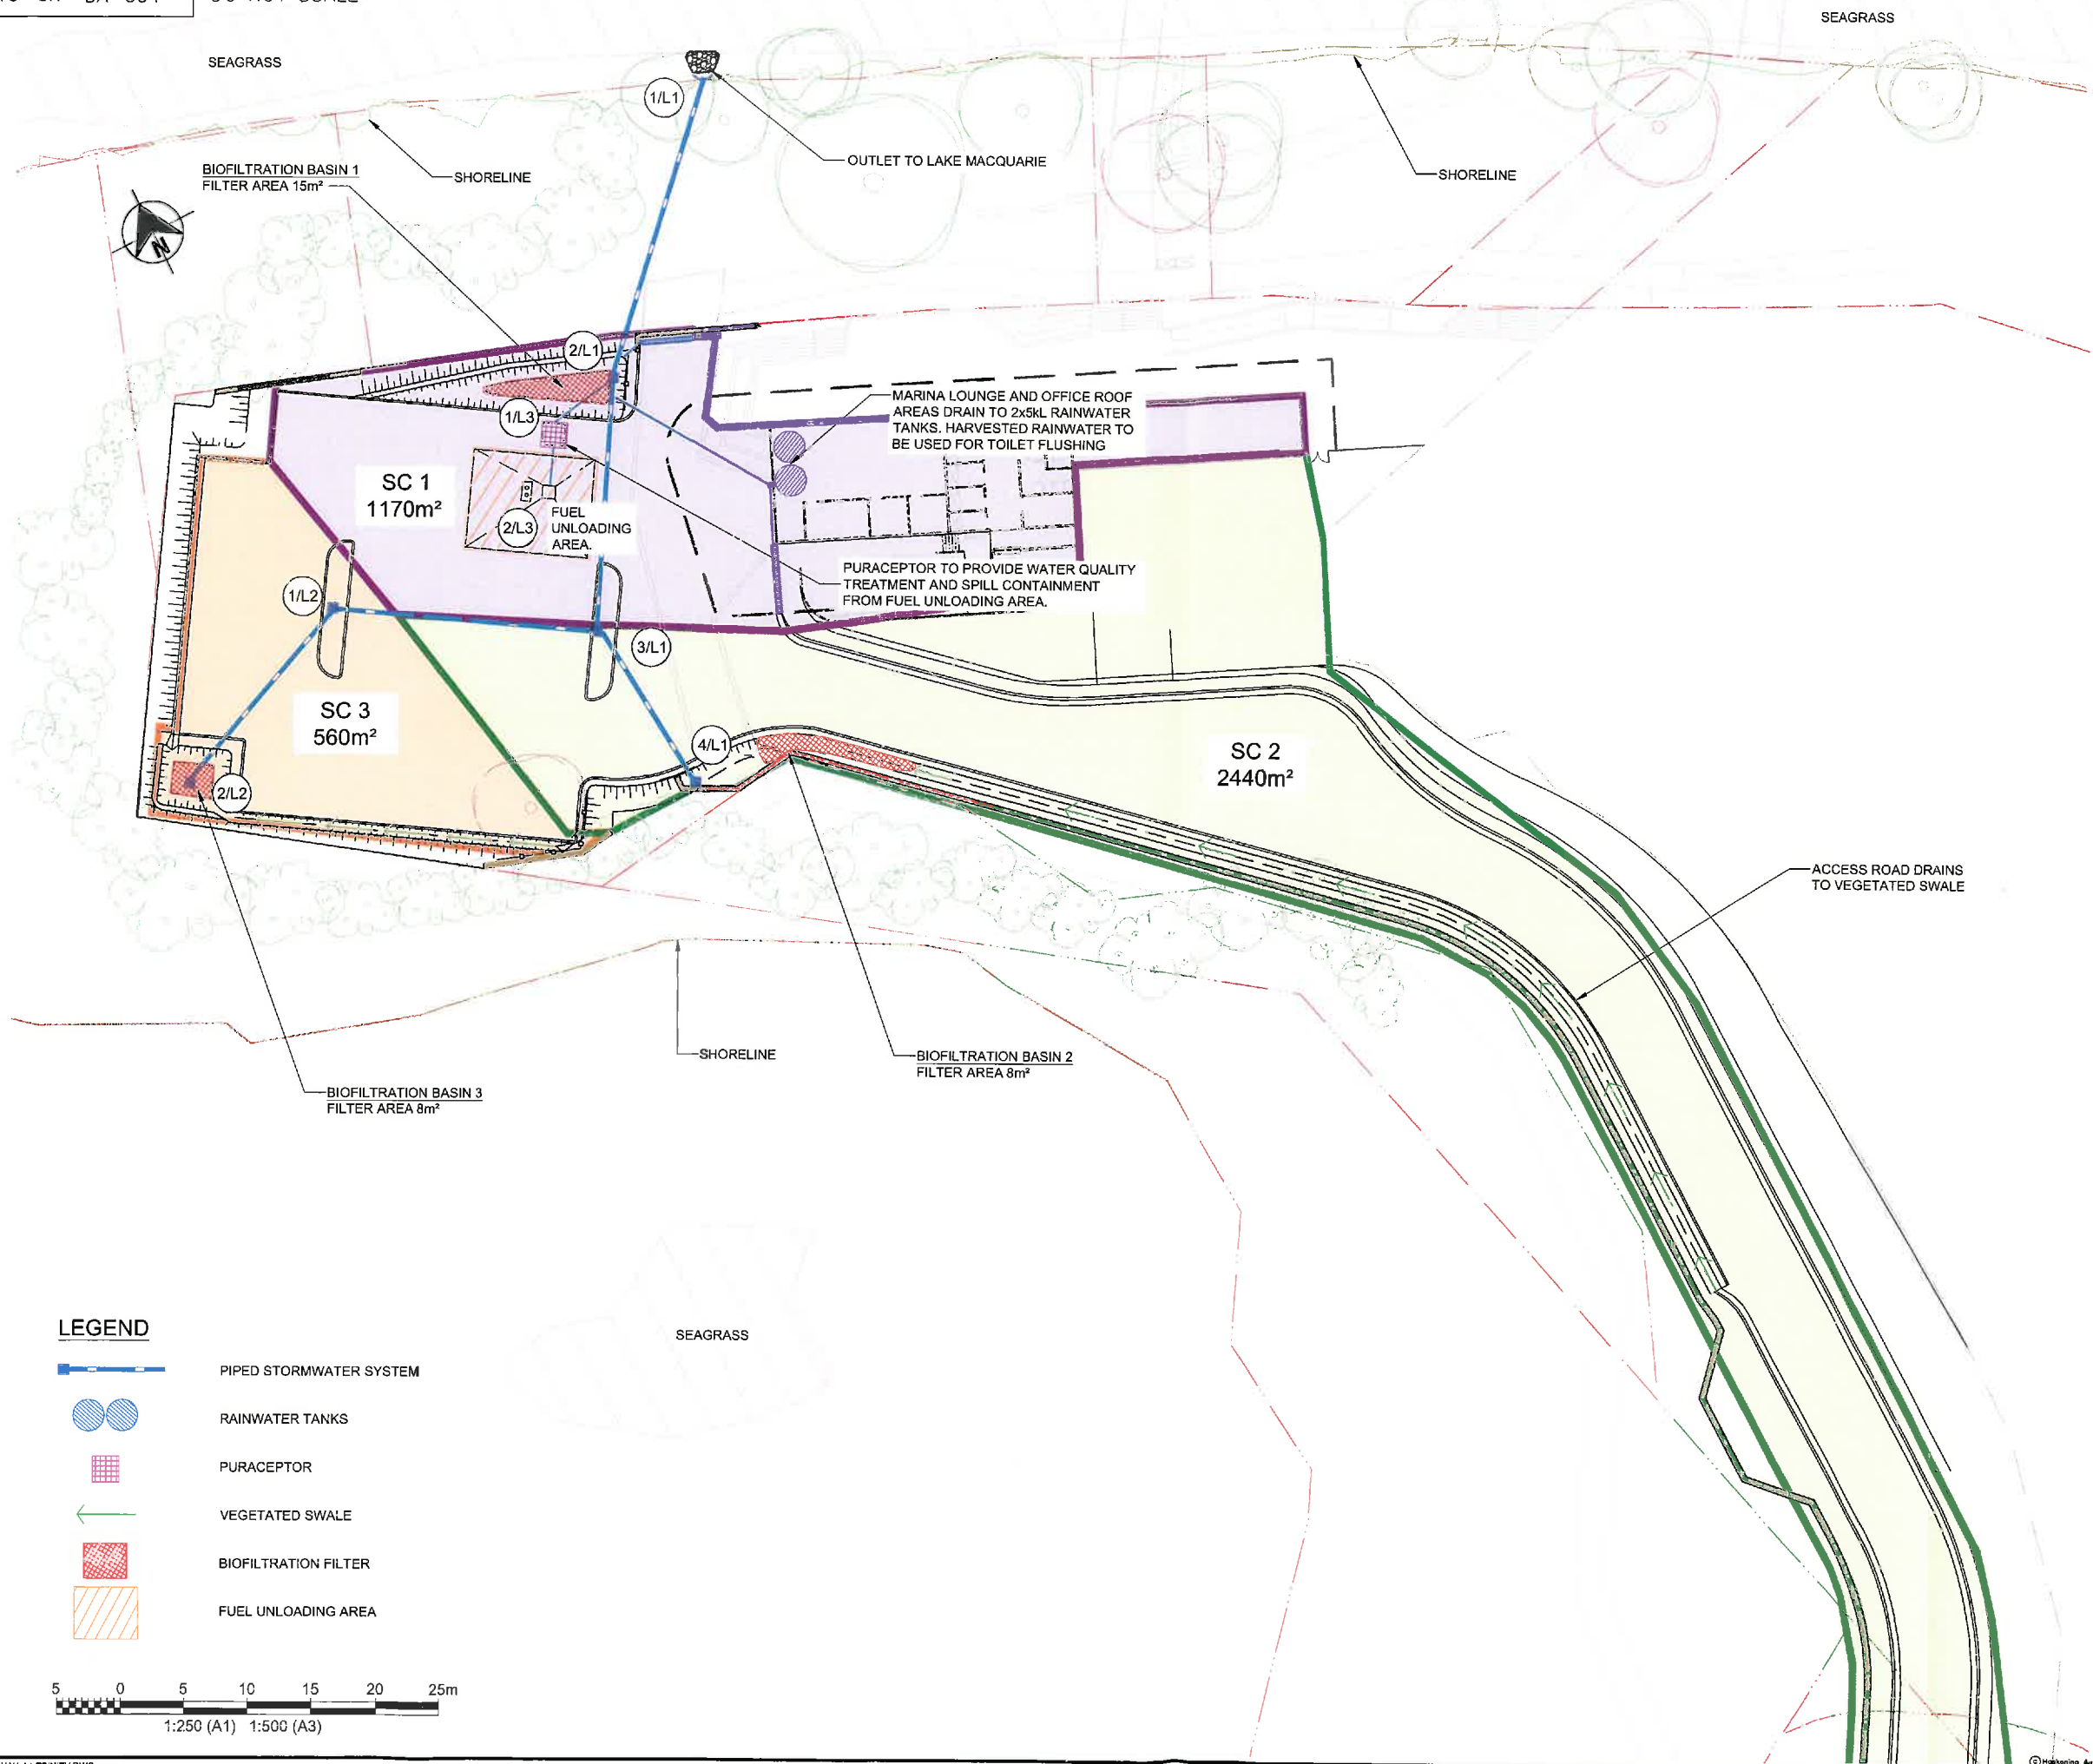 SEAGRASS
SEAGRASS
1/L1
OUTLET TO LAKE MACQUARIE
SHORELINE
SHORELINE
BIOFILTRATION BASIN 1
FILTER AREA 15m²
N
2/L1
1/L3
MARINA LOUNGE AND OFFICE ROOF
AREAS DRAIN TO 2x5kL RAINWATER
TANKS. HARVESTED RAINWATER TO
BE USED FOR TOILET FLUSHING
SC 1
1170m²
2/L3
FUEL
UNLOADING
AREA.
PURACEPTOR TO PROVIDE WATER QUALITY
TREATMENT AND SPILL CONTAINMENT
FROM FUEL UNLOADING AREA.
1/L2
3/L1
SC 3
560m²
4/L1
SC 2
2440m²
2/L2
ACCESS ROAD DRAINS
TO VEGETATED SWALE
SHORELINE
BIOFILTRATION BASIN 2
FILTER AREA 8m²
BIOFILTRATION BASIN 3
FILTER AREA 8m²
SEAGRASS
LEGEND
PIPED STORMWATER SYSTEM
RAINWATER TANKS
PURACEPTOR
VEGETATED SWALE
BIOFILTRATION FILTER
FUEL UNLOADING AREA
5 0 5 10 15 20 25m
1:250 (A1) 1:500 (A3)